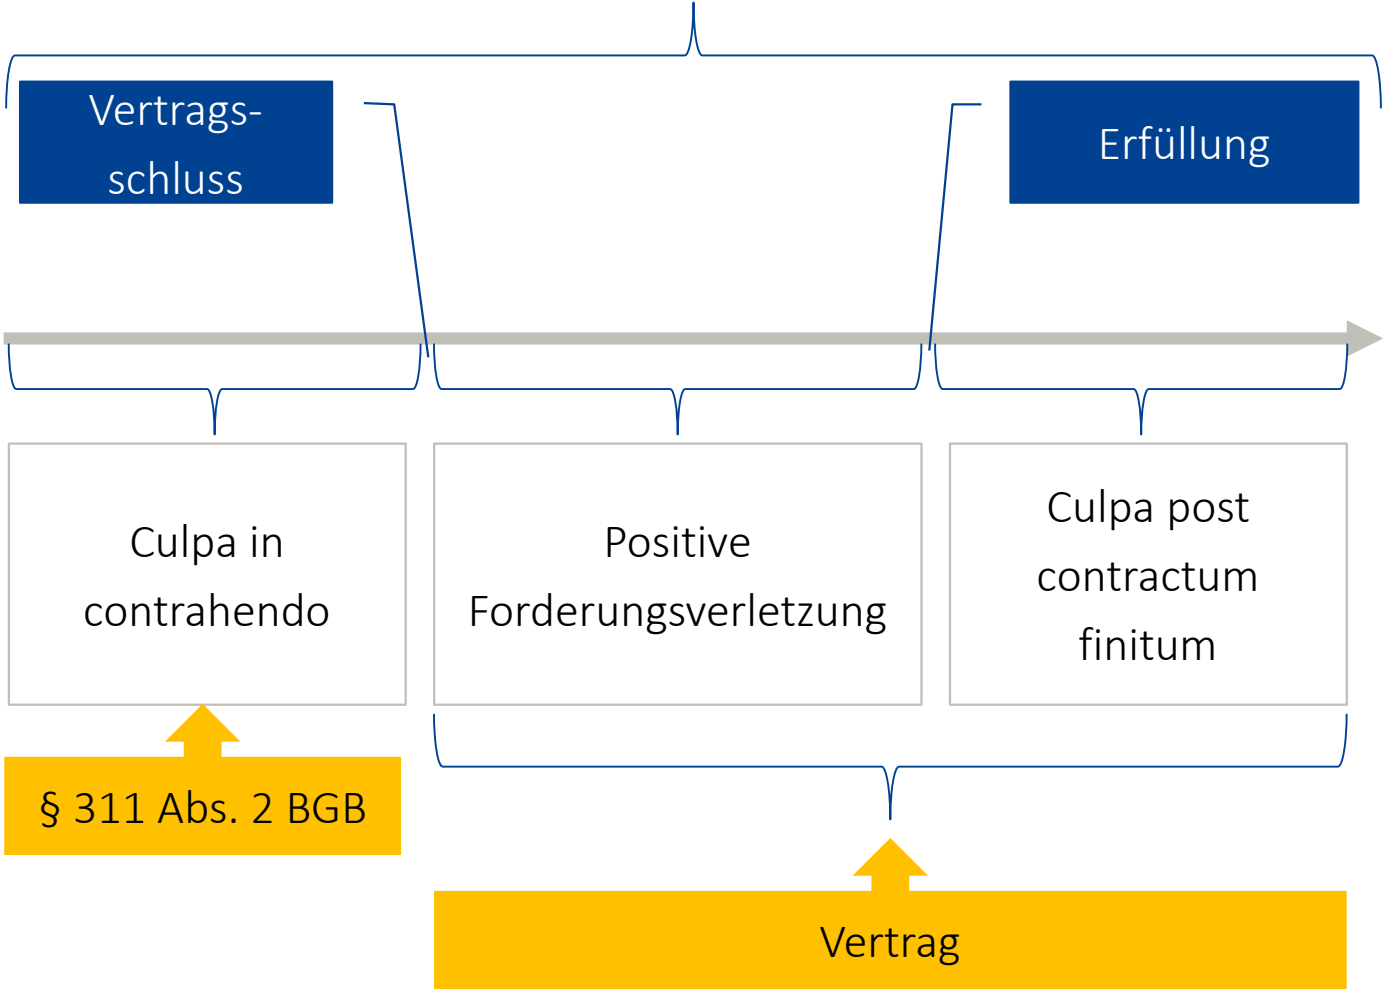 Vertrags-
schluss
Erfüllung
Culpa in
contrahendo
Positive
Forderungsverletzung
Culpa post
contractum
finitum
§ 311 Abs. 2 BGB
Vertrag